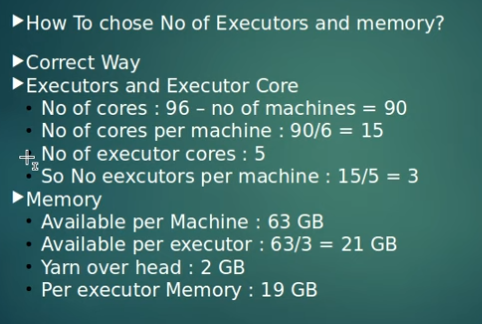 How To chose No of Executors and memory?
Correct Way
Executors and Executor Core
No of cores : 96 – no of machines = 90
No of cores per machine : 90/6 = 15
No of executor cores : 5
So No eexcutors per machine : 15/5 = 3
Memory
Available per Machine : 63 GB
Available per executor : 63/3 = 21 GB
Yarn over head : 2 GB
Per executor Memory : 19 GB